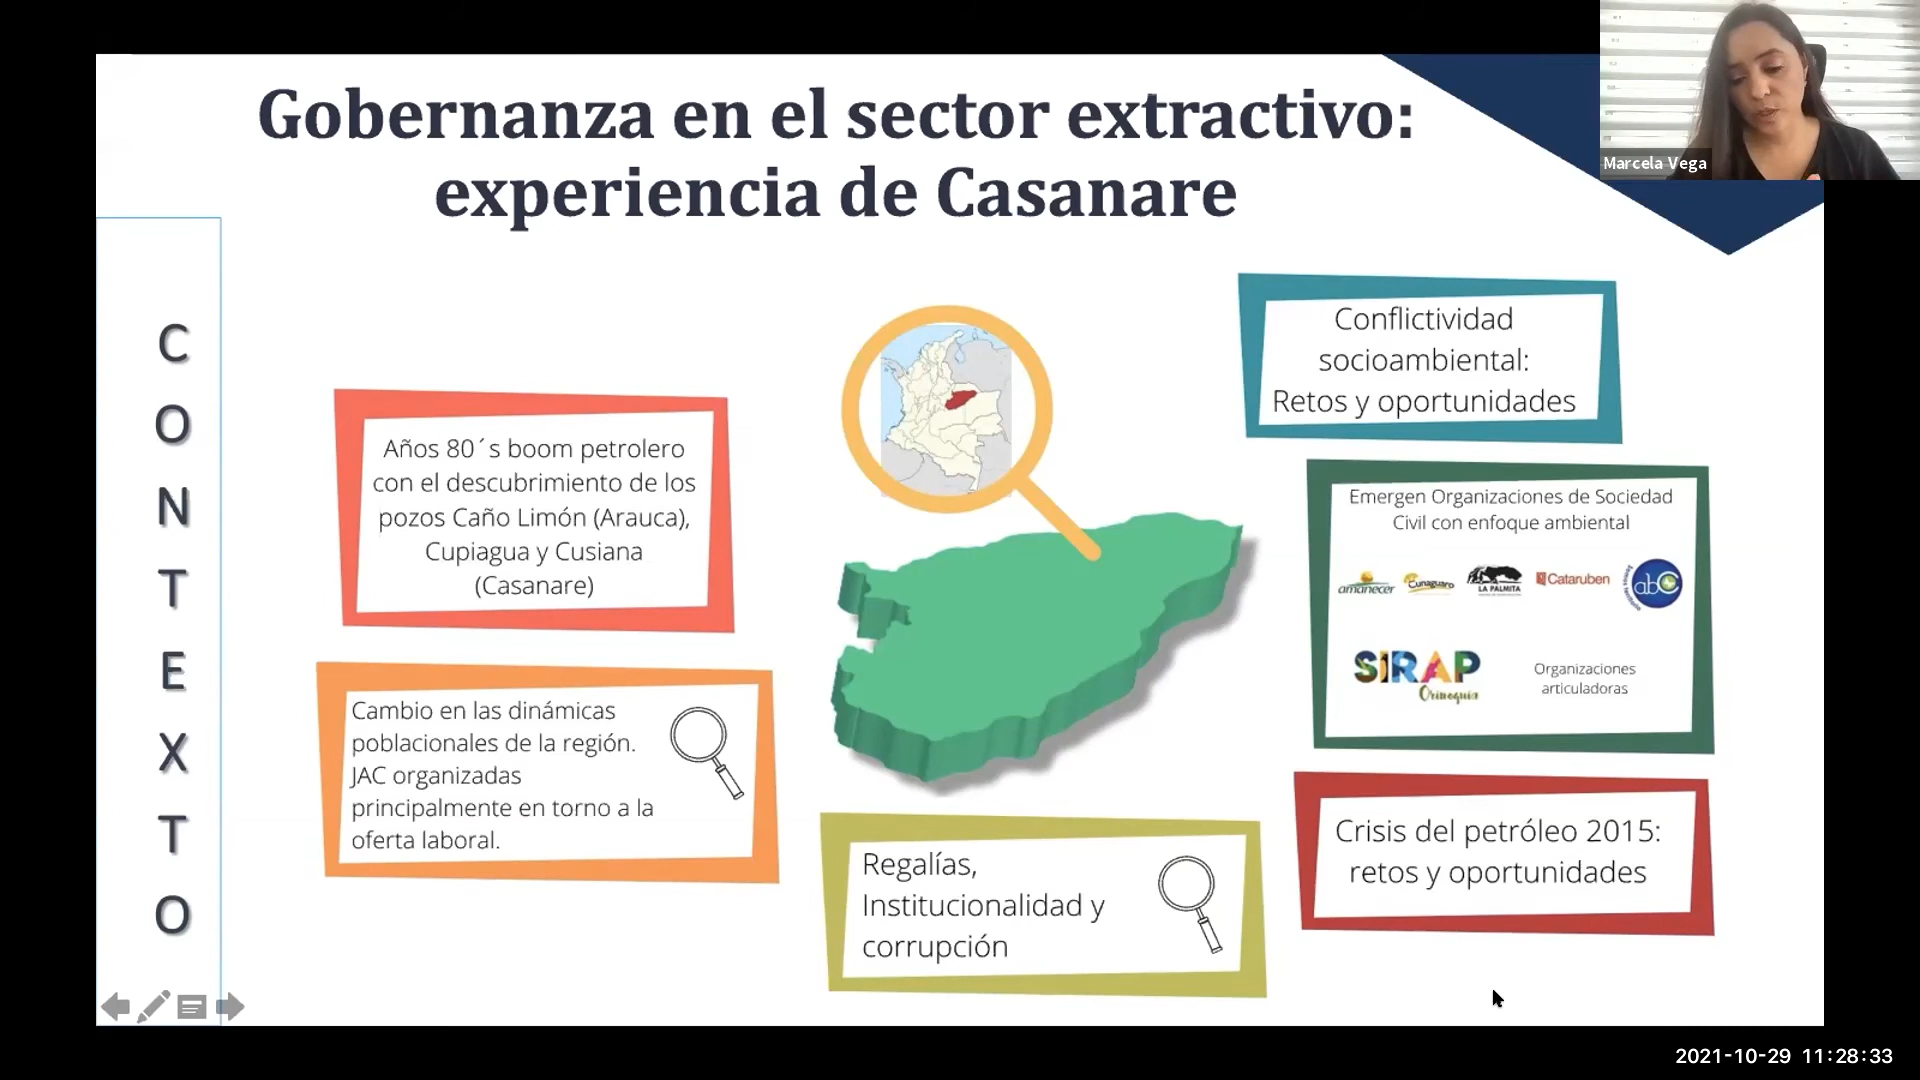 Gobernanza en el sector extractivo:
experiencia de Casanare
Marcela Vega
C
O
N
T
E
X
T
O
Años 80´s boom petrolero
con el descubrimiento de los
pozos Caño Limón (Arauca),
Cupiagua y Cusiana
(Casanare)
Cambio en las dinámicas
poblacionales de la región.
JAC organizadas
principalmente en torno a la
oferta laboral.
Regalías,
Institucionalidad y
corrupción
Conflictividad
socioambiental:
Retos y oportunidades
Emergen Organizaciones de Sociedad
Civil con enfoque ambiental
amanecer
Cunaguaro
LA PALMITA
Cataruben
abC
SIRAP
Orinoquia
Organizaciones
articuladoras
Crisis del petróleo 2015:
retos y oportunidades
2021-10-29 11:28:33